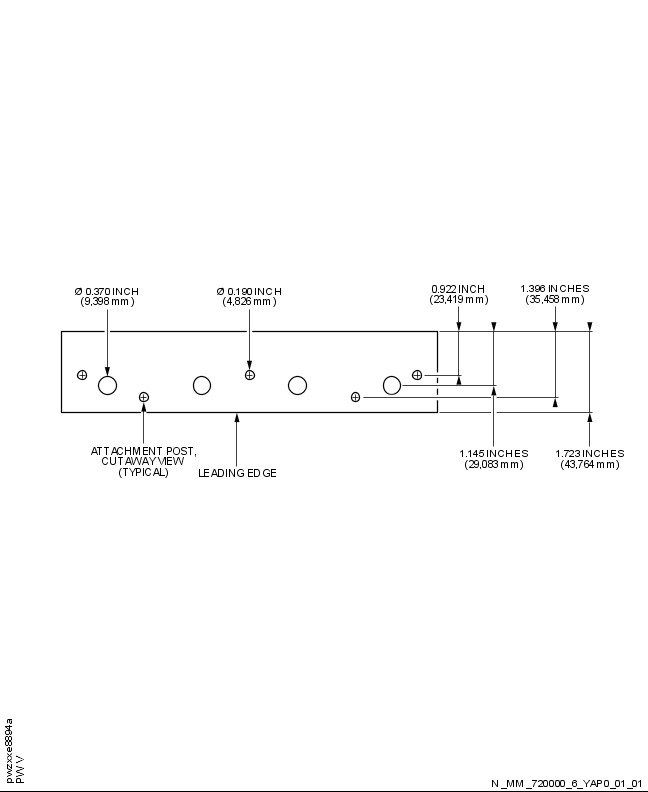 Ø 0.370 INCH
(9,398 mm)
Ø 0.190 INCH
(4,826 mm)
0.922 INCH
(23,419 mm)
1.396 INCHES
(35,458 mm)
ATTACHMENT POST,
CUTAWAY VIEW
(TYPICAL)
LEADING EDGE
1.145 INCHES
(29,083 mm)
1.723 INCHES
(43,764 mm)
pwzxxe8894a
PW V
N_MM_720000_6_YAP0_01_01